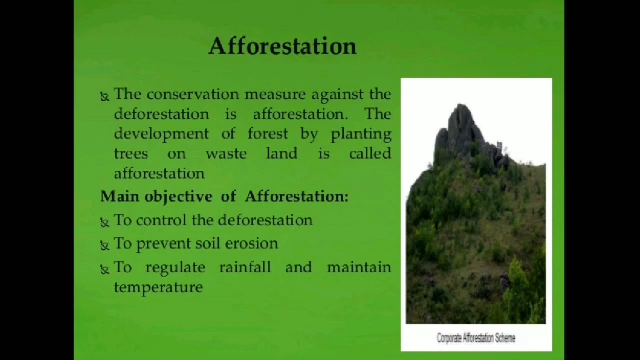 Afforestation
The conservation measure against the
deforestation is afforestation. The
development of forest by planting
trees on waste land is called
afforestation
Main objective of Afforestation:
To control the deforestation
To prevent soil erosion
To regulate rainfall and maintain
temperature
Corporate Afforestation Scheme